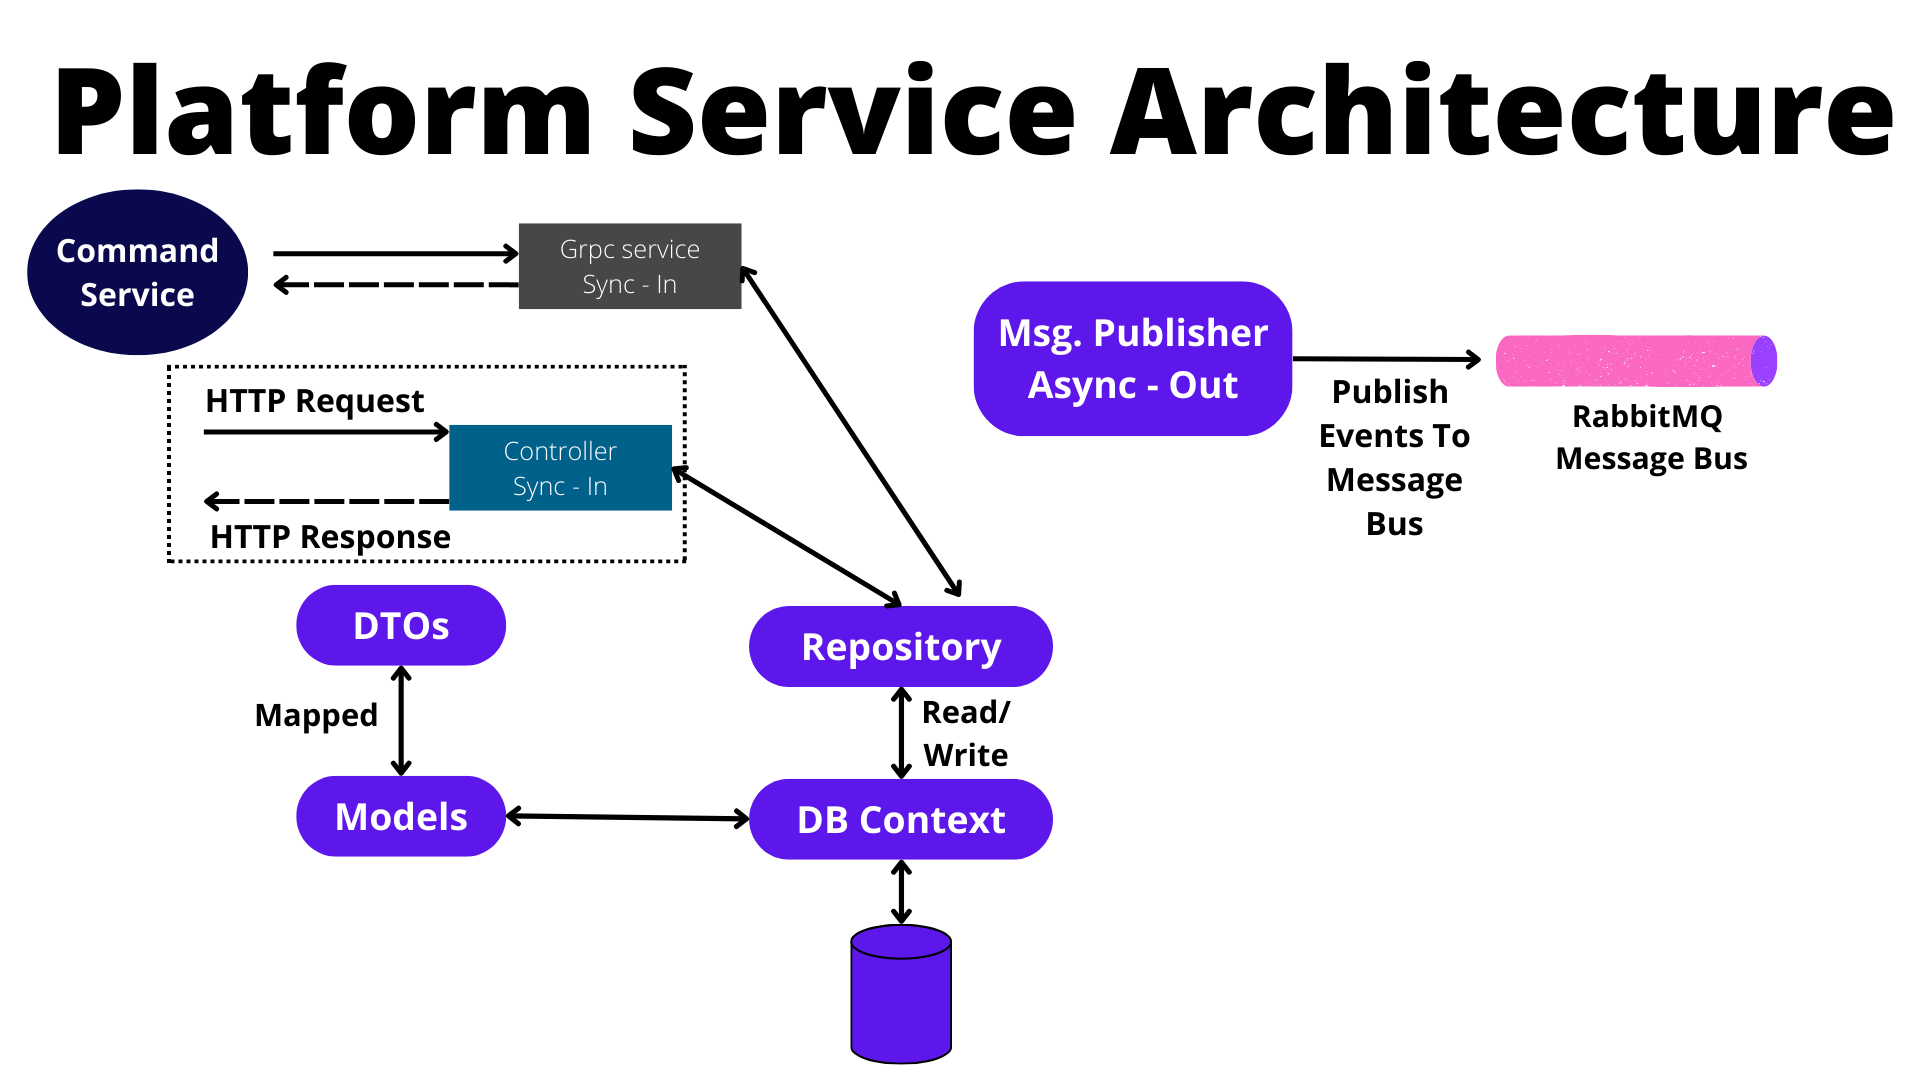 Platform Service Architecture
Command
Service
Grpc service
Sync - In
HTTP Request
Controller
Sync - In
HTTP Response
Msg. Publisher
Async - Out
Publish
Events To
Message
Bus
RabbitMQ
Message Bus
DTOs
Mapped
Models
Repository
Read/
Write
DB Context